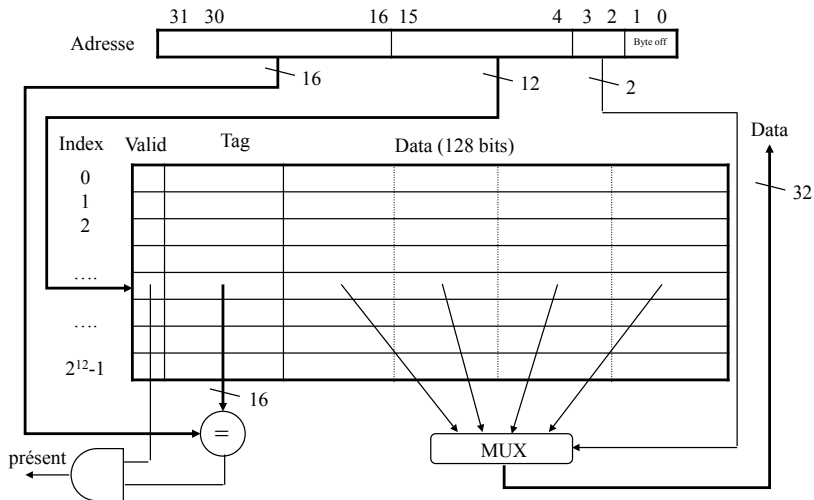 31 30 16 15 4 3 2 1 0
Adresse Byte off
16 12 2
Data
Index Valid Tag Data (128 bits)
0
32
1
2
....
....
2¹²-1
16
=
MUX
présent